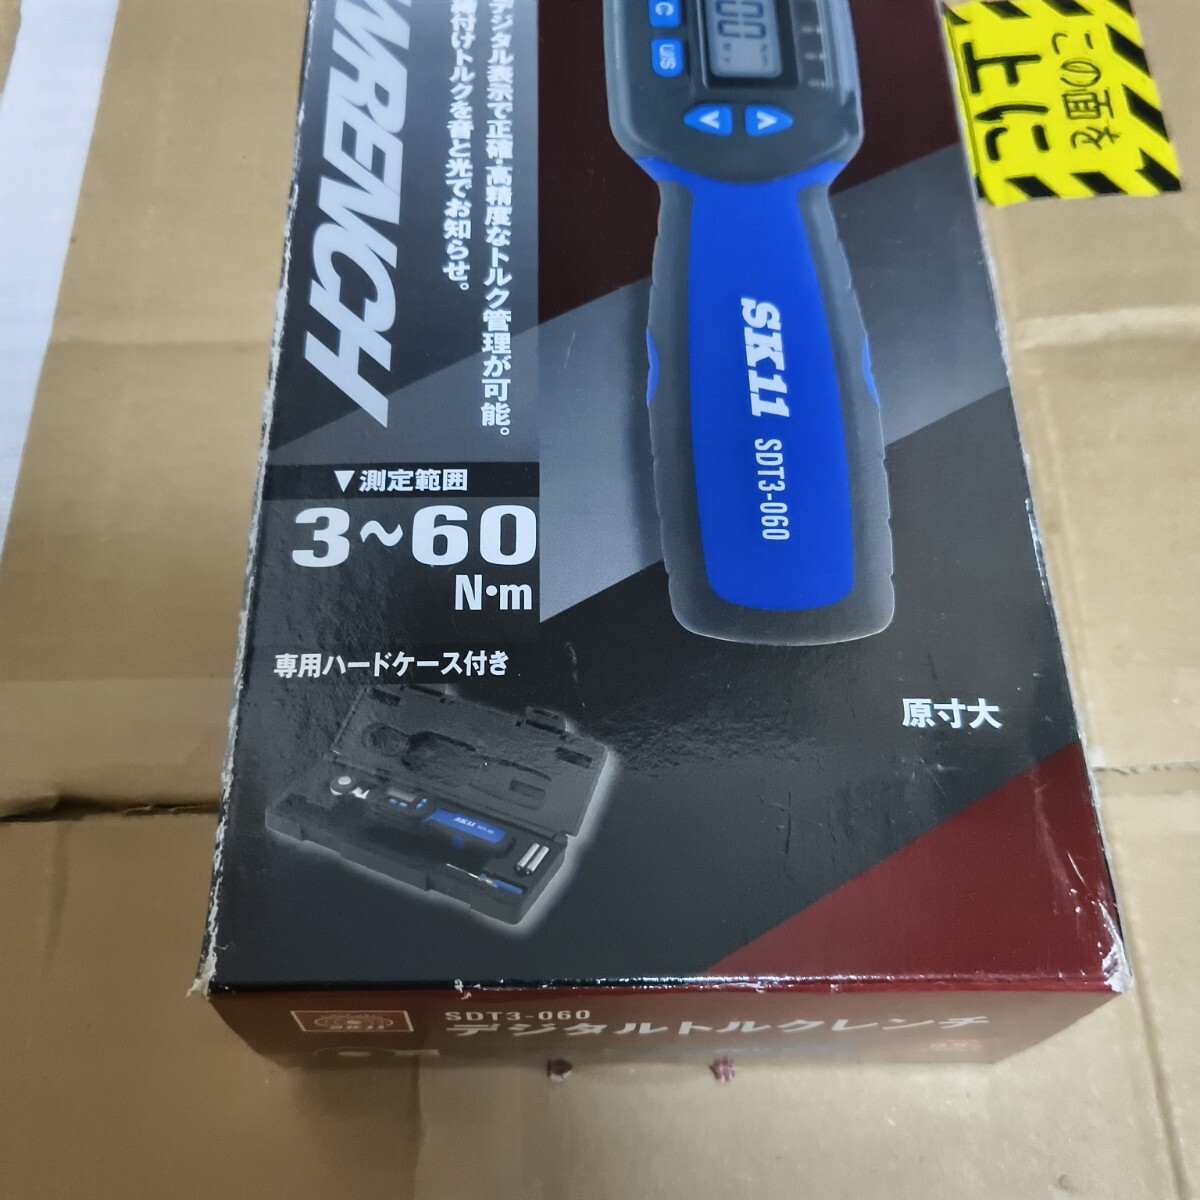 WRENCH
デジタル表示で正確・高精度なトルク管理が可能。
締付けトルクを音と光でお知らせ。
▼測定範囲
3~60
N・m
専用ハードケース付き
C
U/S
SK11
SDT3-060
原寸大
SK11
SDT3-060
デジタルトルクレンチ
この面を
上に